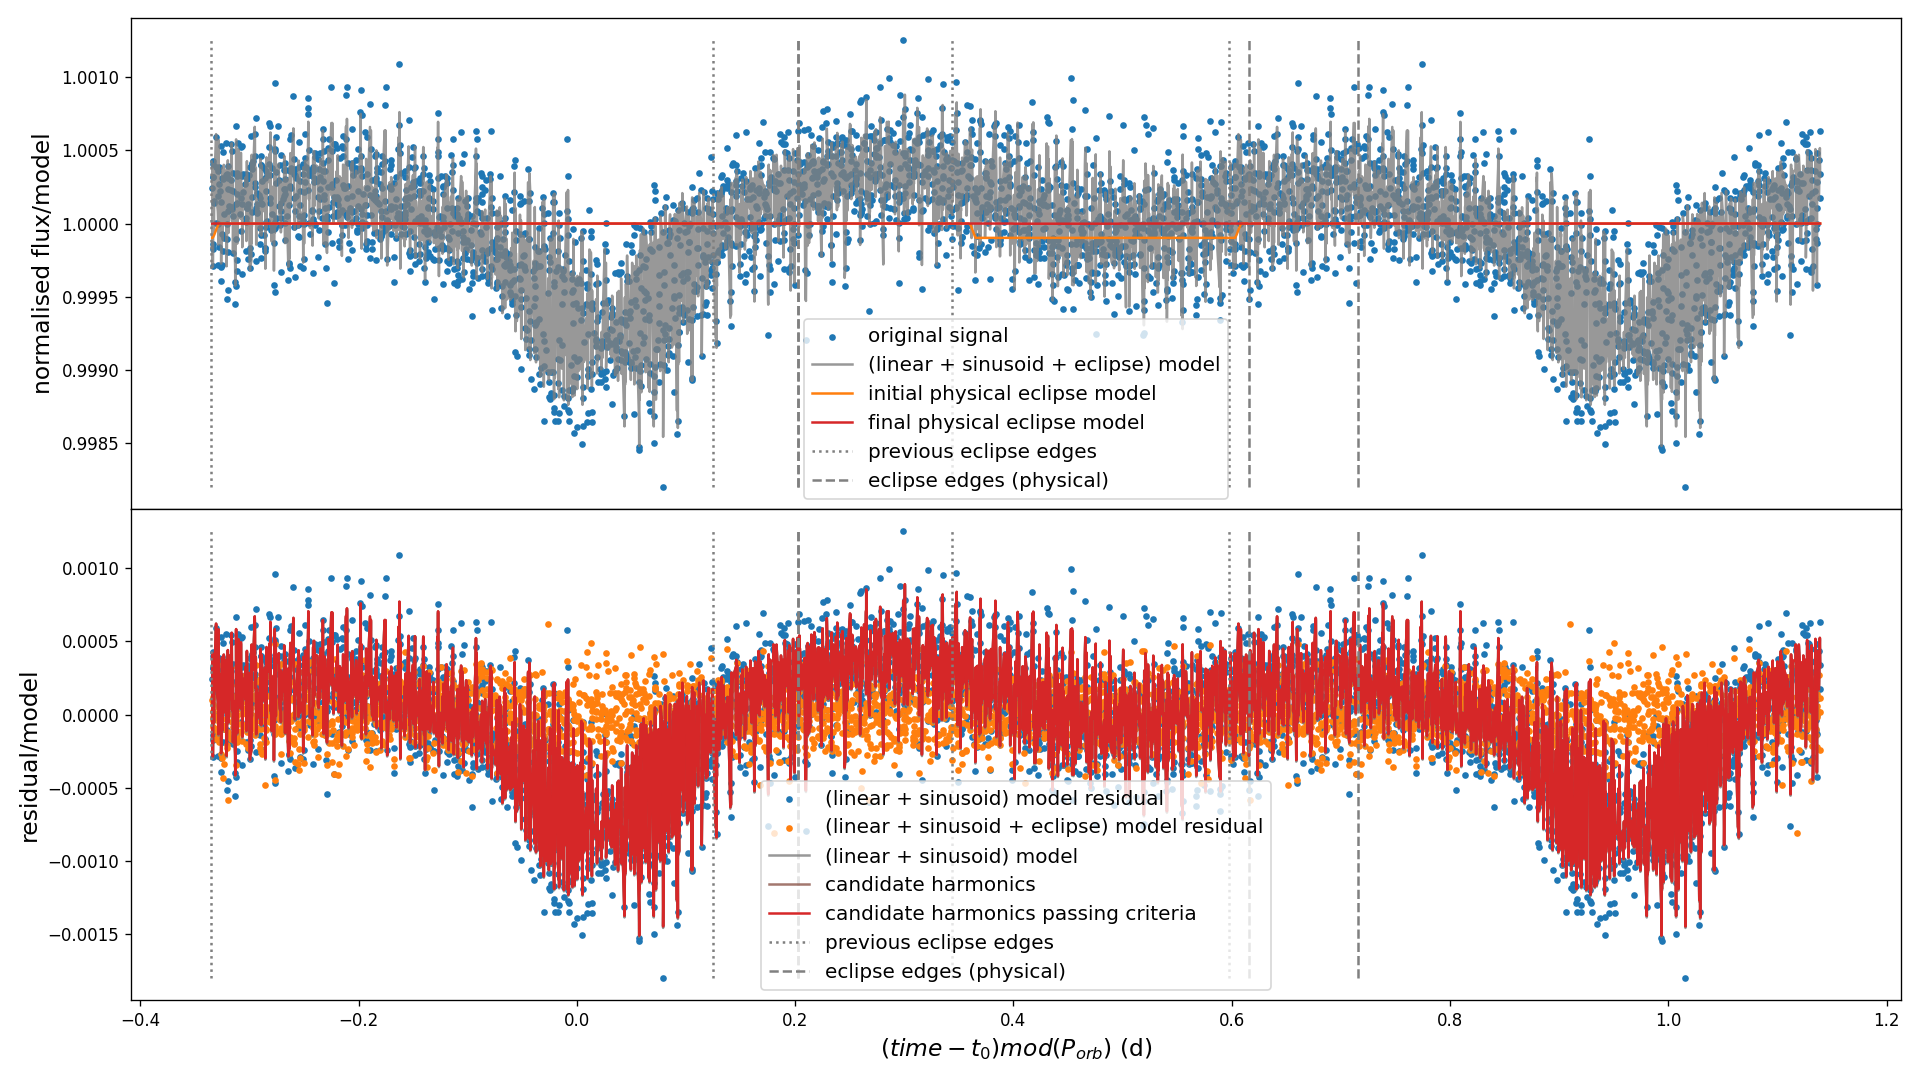 normalised flux/model
1.0010
1.0005
1.0000
0.9995
0.9990
0.9985
original signal
(linear + sinusoid + eclipse) model
initial physical eclipse model
final physical eclipse model
previous eclipse edges
eclipse edges (physical)
residual/model
0.0010
0.0005
0.0000
−0.0005
−0.0010
−0.0015
(linear + sinusoid) model residual
(linear + sinusoid + eclipse) model residual
(linear + sinusoid) model
candidate harmonics
candidate harmonics passing criteria
previous eclipse edges
eclipse edges (physical)
−0.4 −0.2 0.0 0.2 0.4 0.6 0.8 1.0 1.2
(time − t₀)mod(Pₒᵣb) (d)